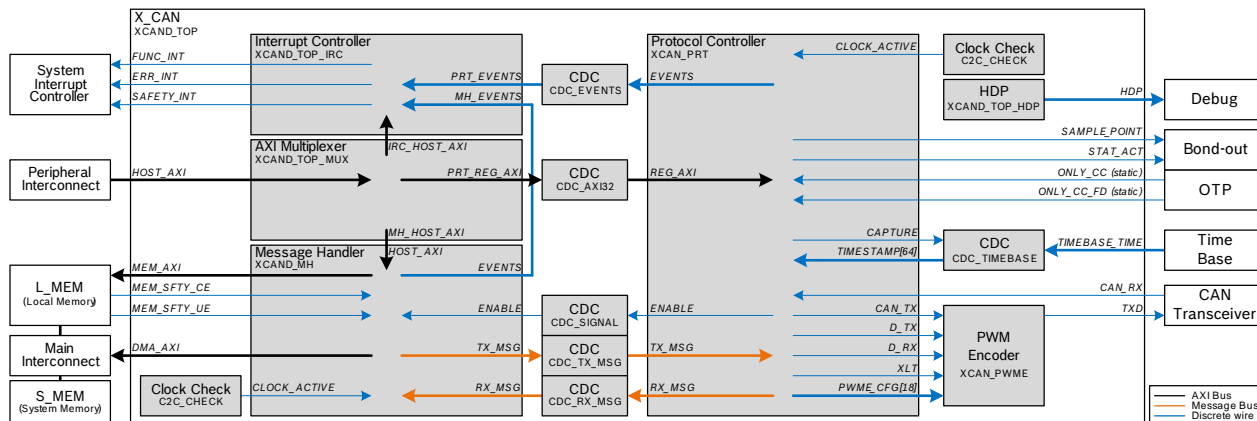 X_CAN
XCAND_TOP
System
Interrupt
Controller
FUNC_INT
ERR_INT
SAFETY_INT
Interrupt Controller
XCAND_TOP_IRC
PRT_EVENTS
MH_EVENTS
CDC
CDC_EVENTS
EVENTS
Protocol Controller
XCAN_PRT
CLOCK_ACTIVE
Clock Check
C2C_CHECK
HDP
XCAND_TOP_HDP
HDP
Debug
IRC_HOST_AXI
AXI Multiplexer
XCAND_TOP_MUX
Peripheral
Interconnect
HOST_AXI
PRT_REG_AXI
CDC
CDC_AXI32
REG_AXI
SAMPLE_POINT
STAT_ACT
Bond-out
ONLY_CC (static)
ONLY_CC_FD (static)
OTP
MH_HOST_AXI
HOST_AXI
Message Handler
XCAND_MH
EVENTS
CAPTURE
TIMESTAMP[64]
CDC
CDC_TIMEBASE
TIMEBASE_TIME
Time
Base
L_MEM
(Local Memory)
MEM_AXI
MEM_SFTY_CE
MEM_SFTY_UE
ENABLE
CDC
CDC_SIGNAL
ENABLE
CAN_RX
CAN_TX
TXD
CAN
Transceiver
D_TX
D_RX
XLT
PWME_CFG[18]
PWM
Encoder
XCAN_PWME
Main
Interconnect
DMA_AXI
TX_MSG
CDC
CDC_TX_MSG
TX_MSG
S_MEM
(System Memory)
Clock Check
C2C_CHECK
CLOCK_ACTIVE
RX_MSG
CDC
CDC_RX_MSG
RX_MSG
AXI Bus
Message Bus
Discrete wire